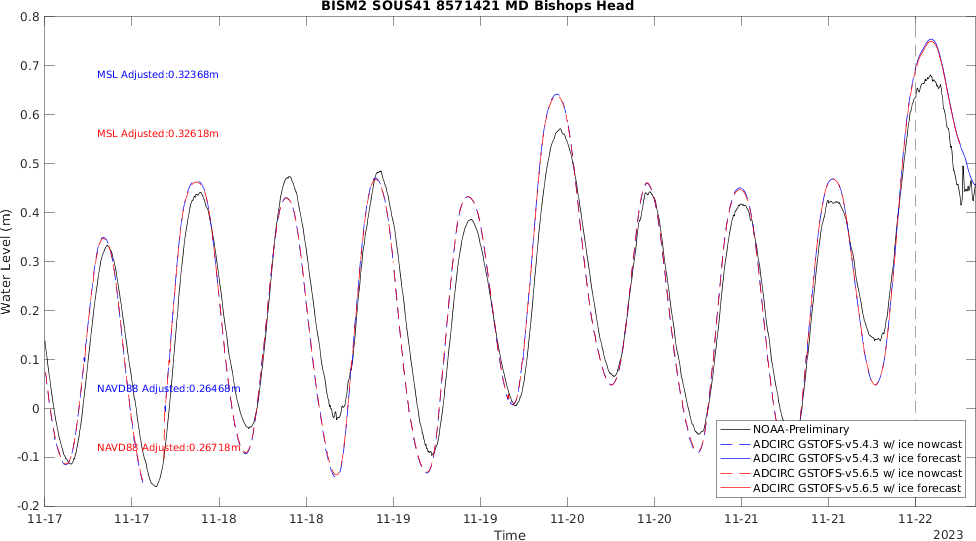 BISM2 SOUS41 8571421 MD Bishops Head
0.8
0.7
0.6
0.5
0.4
0.3
0.2
0.1
0
-0.1
-0.2
Water Level (m)
MSL Adjusted:0.32368m
MSL Adjusted:0.32618m
NAVD88 Adjusted:0.26468m
NAVD88 Adjusted:0.26718m
NOAA-Preliminary
ADCIRC GSTOFS-v5.4.3 w/ ice nowcast
ADCIRC GSTOFS-v5.4.3 w/ ice forecast
ADCIRC GSTOFS-v5.6.5 w/ ice nowcast
ADCIRC GSTOFS-v5.6.5 w/ ice forecast
11-17 11-17 11-18 11-18 11-19 11-19 11-20 11-20 11-21 11-21 11-22
Time
2023